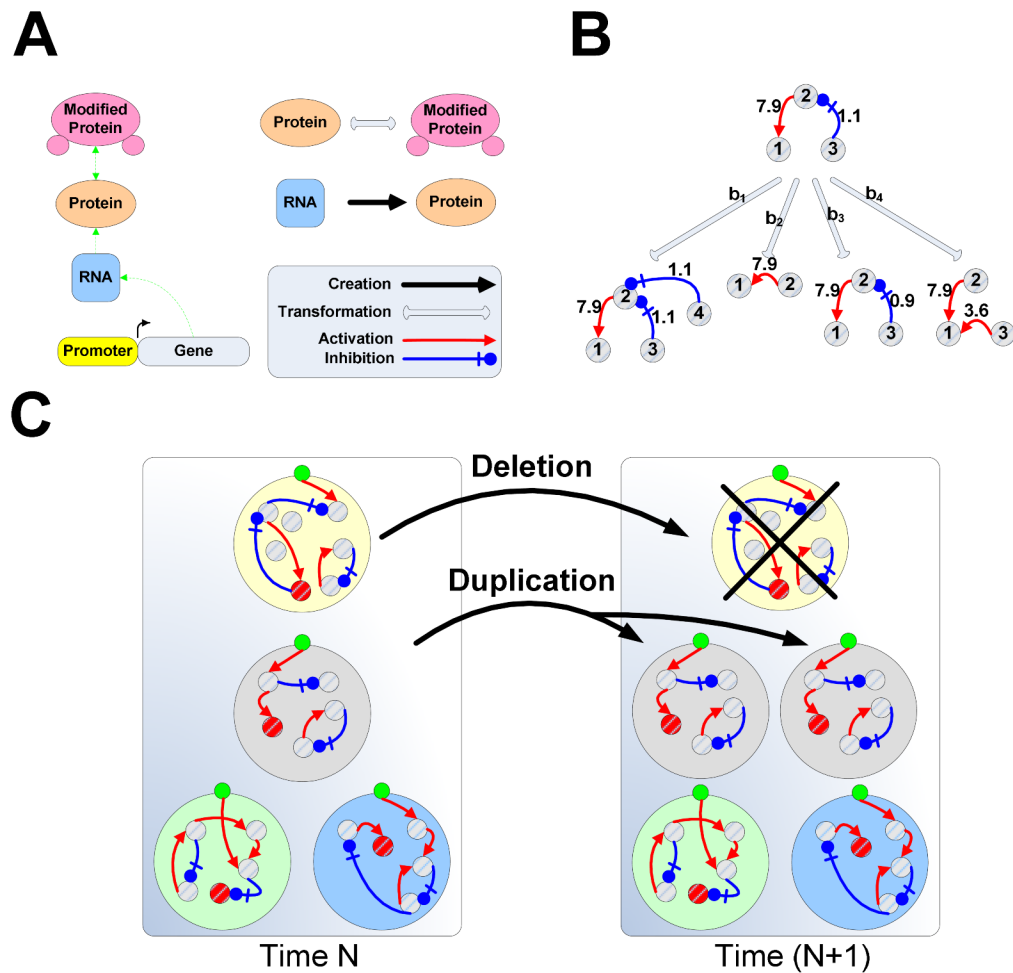 A
Modified
Protein
Protein
RNA
Promoter
Gene
Protein
Modified
Protein
RNA
Protein
Creation
Transformation
Activation
Inhibition
B
7.9
2
1.1
1
3
b1
b2
b3
b4
1.1
7.9
2
4
1.1
1
3
7.9
1
2
7.9
2
0.9
1
3
2
7.9
3.6
1
3
C
Deletion
Duplication
Time N
Time (N+1)